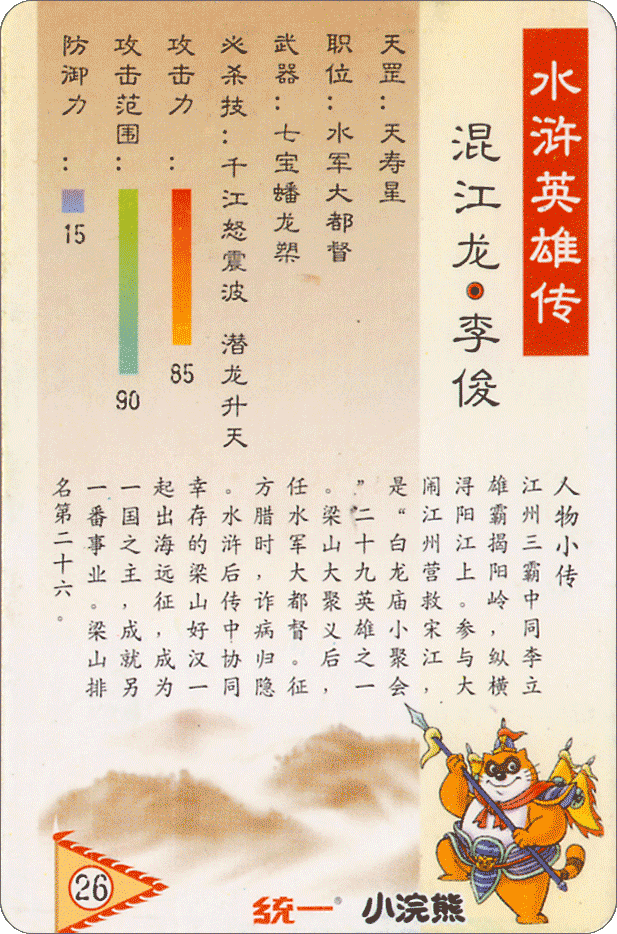 水浒英雄传
混江龙·李俊
天罡：天寿星
职位：水军大都督
武器：七宝蟠龙槊
必杀技：千江怒震波 潜龙升天
攻击力：
85
攻击范围：
90
防御力：
15
人物小传
江州三霸中同李立
雄霸揭阳岭，纵横
浔阳江上。参与大
闹江州营救宋江，
是“白龙庙小聚会
”二十九英雄之一
。梁山大聚义后，
任水军大都督。征
方腊时，诈病归隐
。水浒后传中协同
幸存的梁山好汉一
起出海远征，成为
一国之主，成就另
一番事业。梁山排
名第二十六。
26
统一® 小浣熊